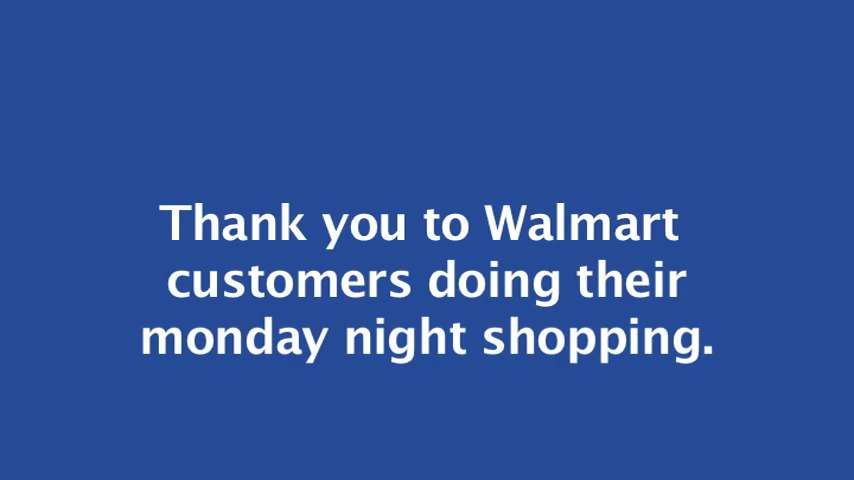 Thank you to Walmart
customers doing their
monday night shopping.